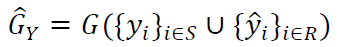 Ĝ_Y = G({y_i}_{i∈S} ∪ {ŷ_i}_{i∈R})